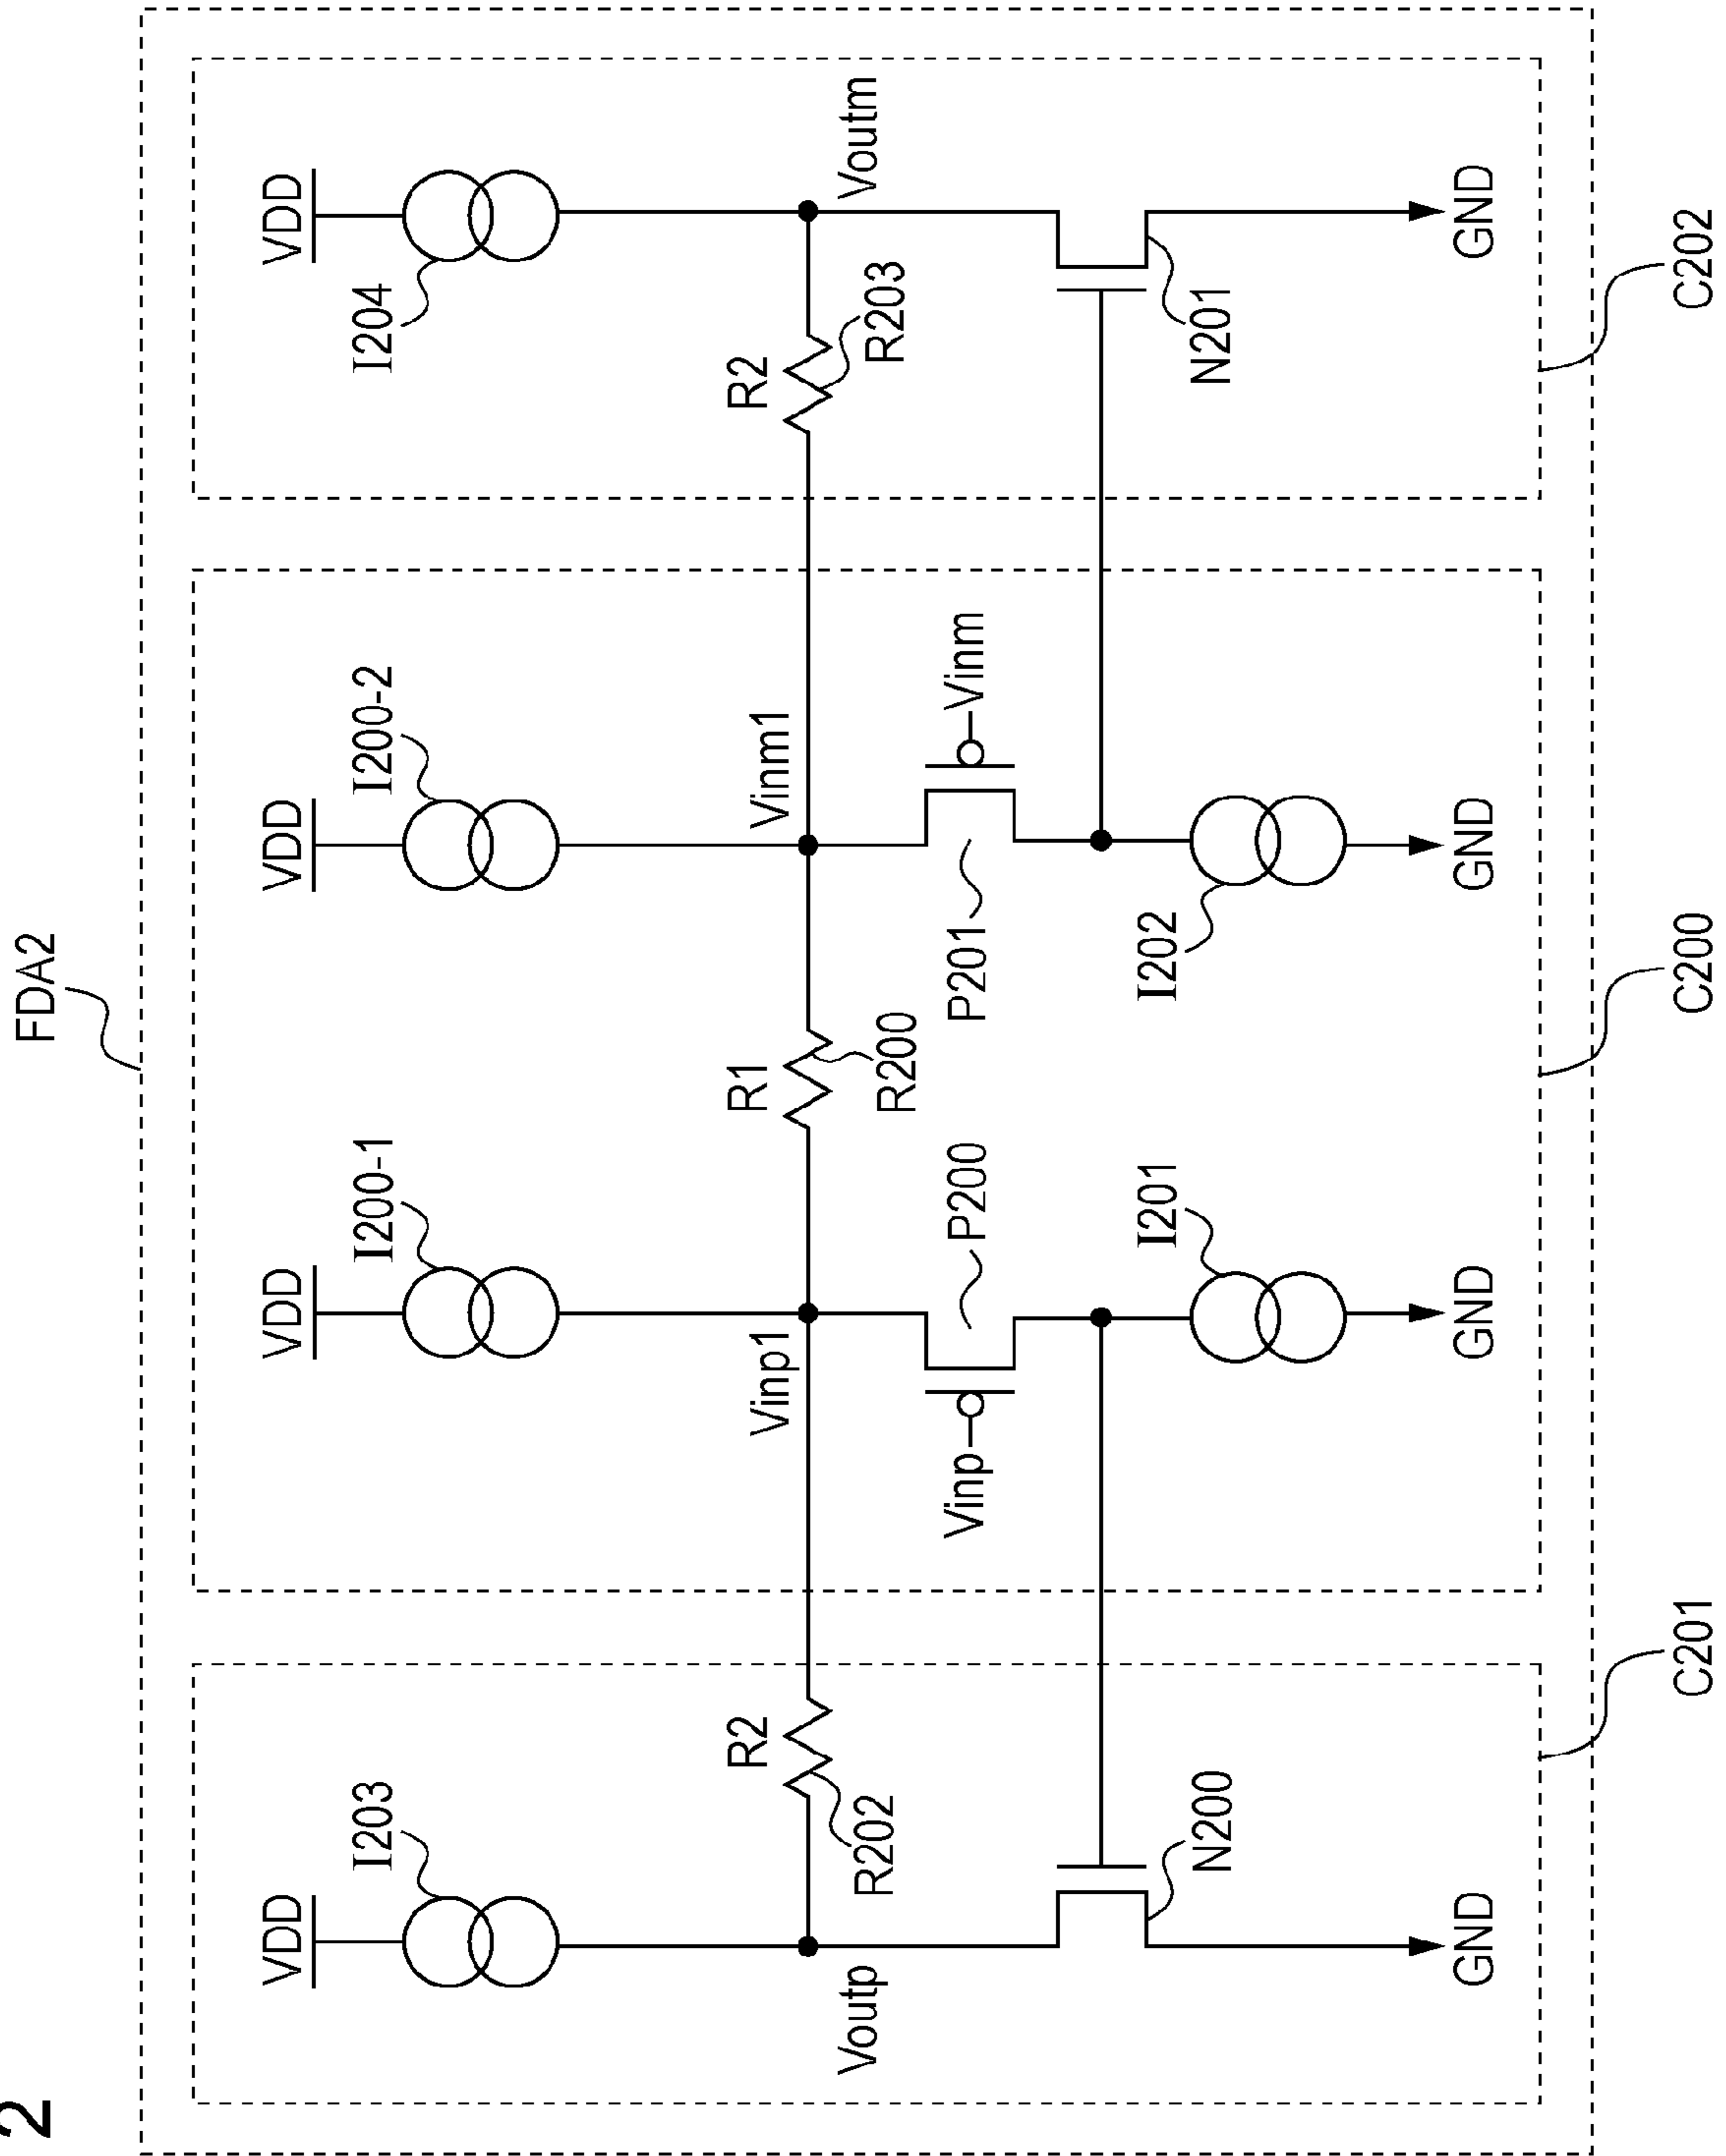 2
FDA2
VDD
VDD
VDD
VDD
I203
I200-1
I200-2
I204
R2
Vinp1
R1
Vinm1
R2
Voutp
R202
R200
R203
Voutm
Vinp
P200
P201
Vinm
N200
I201
I202
N201
GND
GND
GND
GND
C201
C200
C202